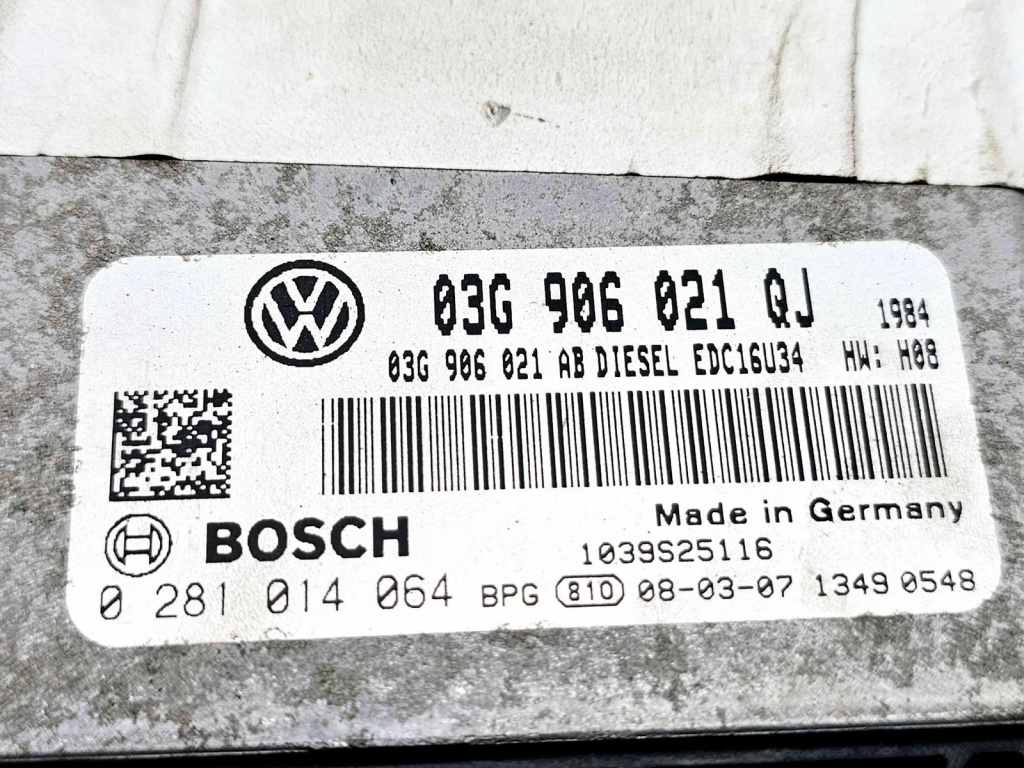 03G 906 021 QJ 1984
03G 906 021 AB DIESEL EDC16U34 HW: H08
Made in Germany
BOSCH
1039S25116
0 281 014 064 BPG 810 08-03-07 1349 0548